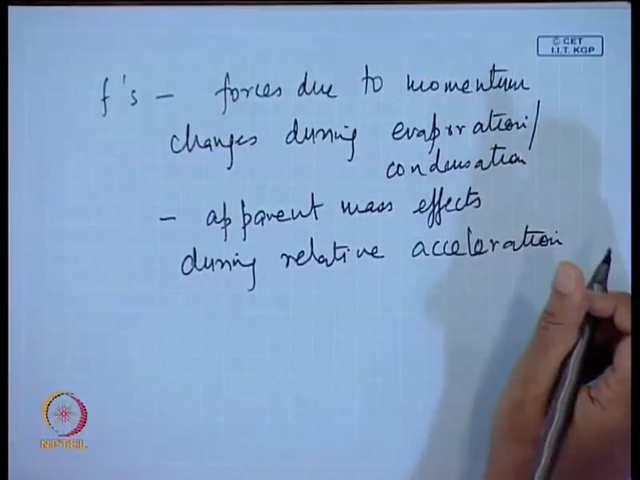 © CET
I.I.T. KGP
f's – forces due to momentum
changes during evaporation/
condensation
– apparent mass effects
during relative acceleration
NPTEL